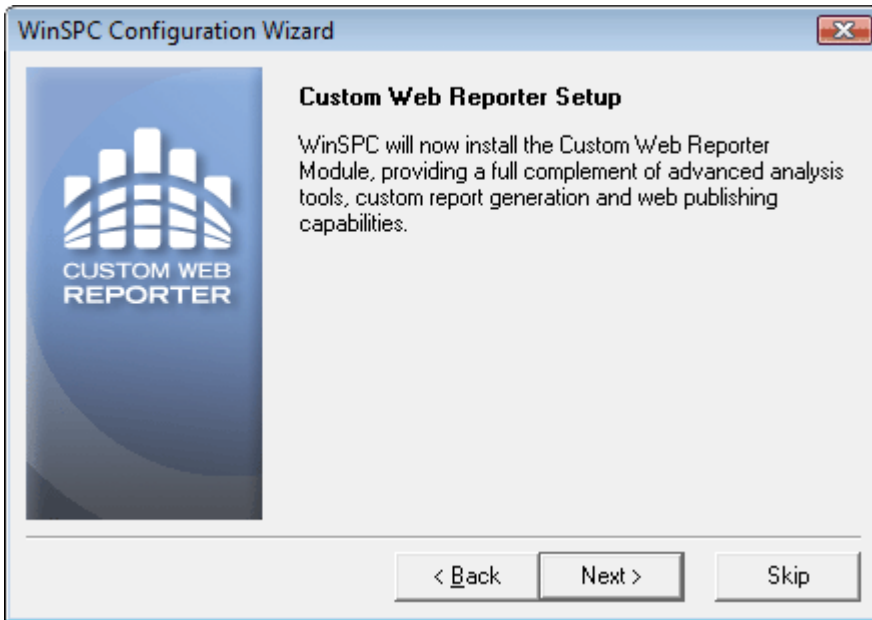 WinSPC Configuration Wizard
CUSTOM WEB
REPORTER
Custom Web Reporter Setup
WinSPC will now install the Custom Web Reporter
Module, providing a full complement of advanced analysis
tools, custom report generation and web publishing
capabilities.
< Back
Next >
Skip